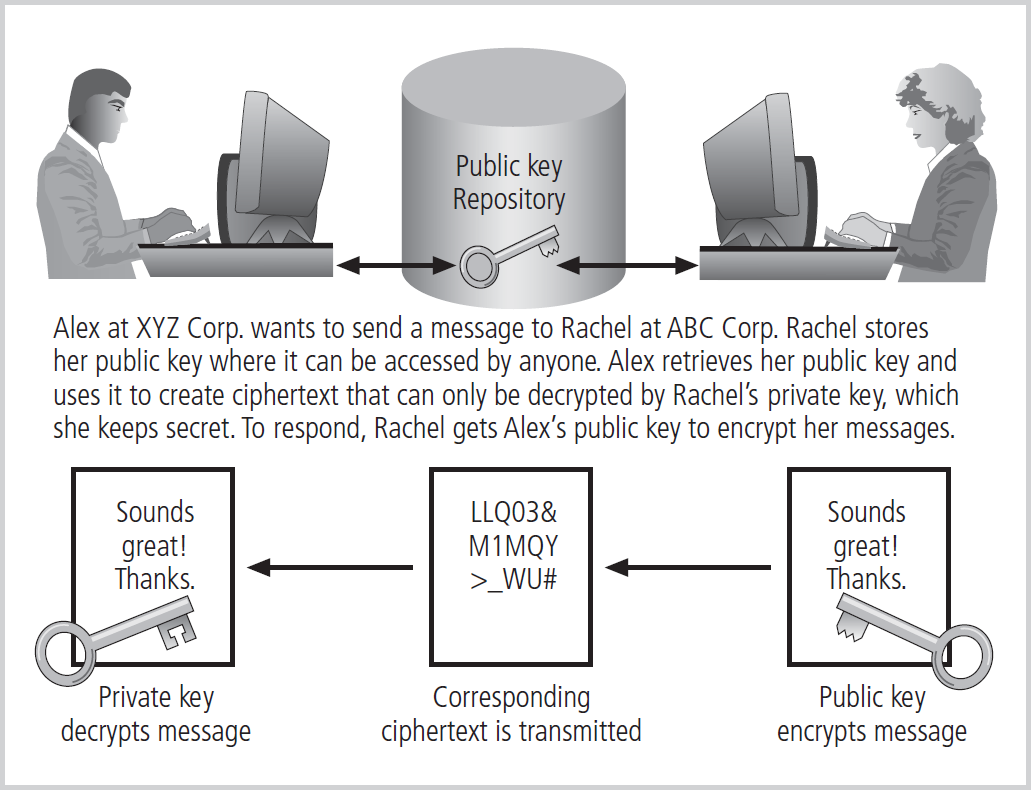 Public key
Repository
Alex at XYZ Corp. wants to send a message to Rachel at ABC Corp. Rachel stores
her public key where it can be accessed by anyone. Alex retrieves her public key and
uses it to create ciphertext that can only be decrypted by Rachel’s private key, which
she keeps secret. To respond, Rachel gets Alex’s public key to encrypt her messages.
Sounds
great!
Thanks.
Private key
decrypts message
LLQ03&
M1MQY
>_WU#
Corresponding
ciphertext is transmitted
Sounds
great!
Thanks.
Public key
encrypts message